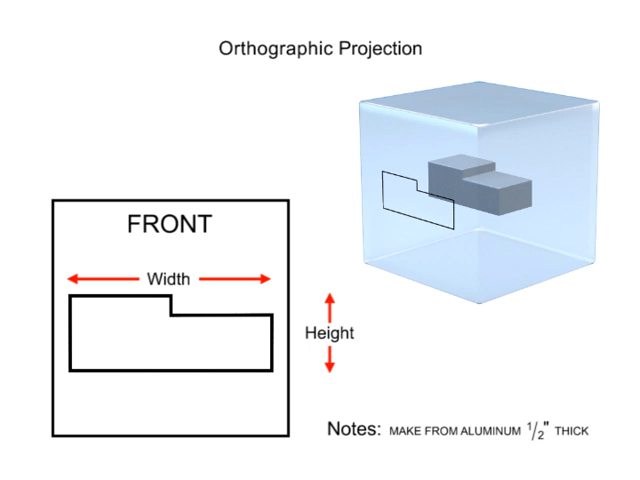 Orthographic Projection
FRONT
Width
Height
Notes: MAKE FROM ALUMINUM 1/2" THICK